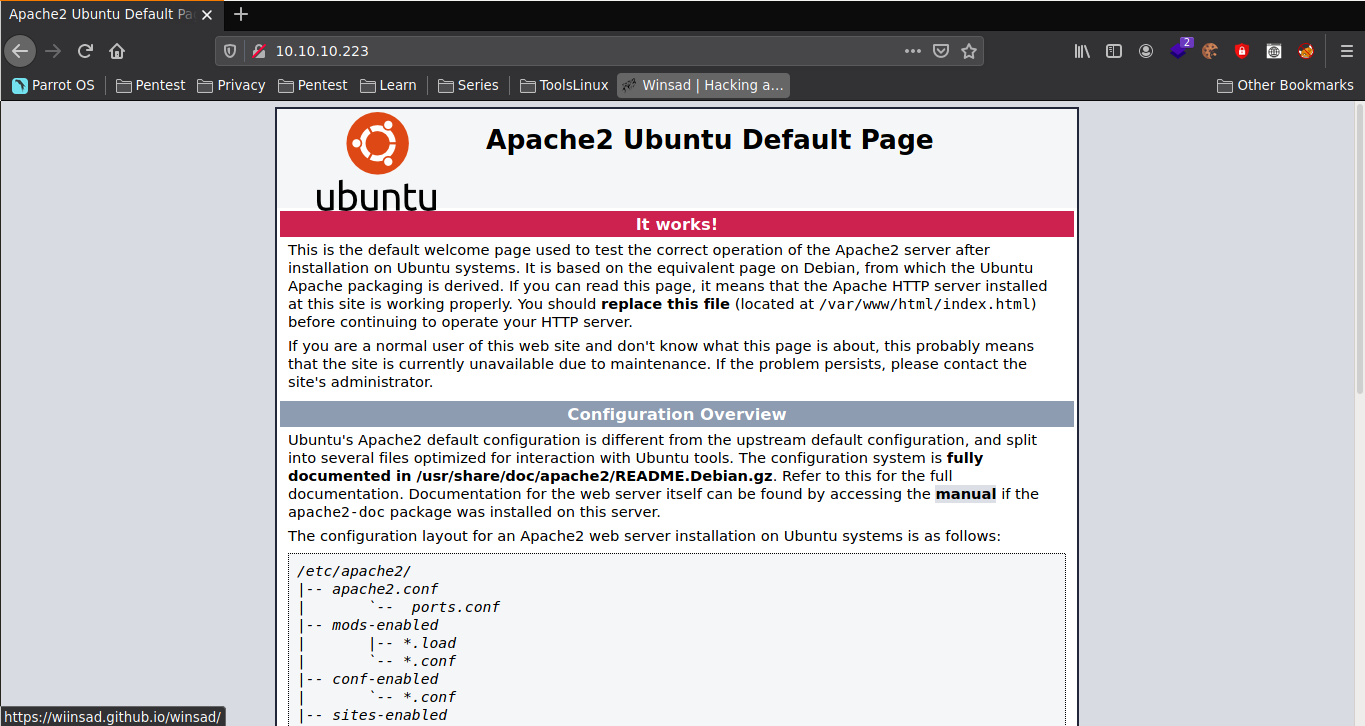 Apache2 Ubuntu Default Pa
10.10.10.223
2
Parrot OS Pentest Privacy Pentest Learn Series ToolsLinux Winsad | Hacking a... Other Bookmarks
ubuntu
Apache2 Ubuntu Default Page
It works!
This is the default welcome page used to test the correct operation of the Apache2 server after
installation on Ubuntu systems. It is based on the equivalent page on Debian, from which the Ubuntu
Apache packaging is derived. If you can read this page, it means that the Apache HTTP server installed
at this site is working properly. You should replace this file (located at /var/www/html/index.html)
before continuing to operate your HTTP server.
If you are a normal user of this web site and don't know what this page is about, this probably means
that the site is currently unavailable due to maintenance. If the problem persists, please contact the
site's administrator.
Configuration Overview
Ubuntu's Apache2 default configuration is different from the upstream default configuration, and split
into several files optimized for interaction with Ubuntu tools. The configuration system is fully
documented in /usr/share/doc/apache2/README.Debian.gz. Refer to this for the full
documentation. Documentation for the web server itself can be found by accessing the manual if the
apache2-doc package was installed on this server.
The configuration layout for an Apache2 web server installation on Ubuntu systems is as follows:
/etc/apache2/
|-- apache2.conf
|       `--  ports.conf
|-- mods-enabled
|       |-- *.load
|       `-- *.conf
|-- conf-enabled
|       `-- *.conf
|-- sites-enabled
https://wiinsad.github.io/winsad/